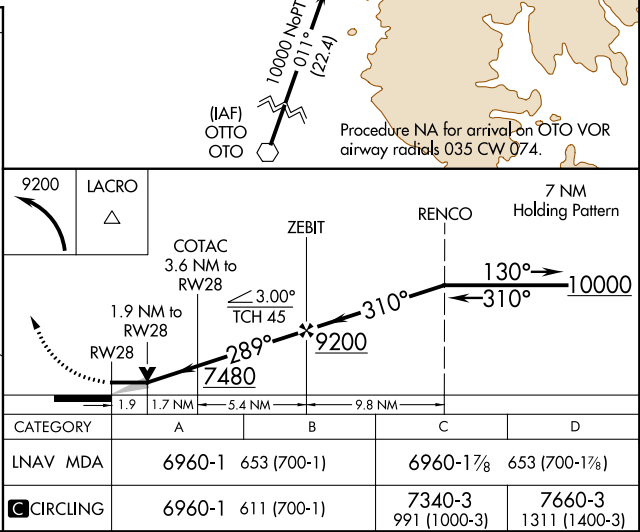 10000 NoPT
011°
(22.4)
(IAF)
OTTO
OTO
Procedure NA for arrival on OTO VOR
airway radials 035 CW 074.
9200
LACRO
7 NM
Holding Pattern
RENCO
ZEBIT
COTAC
3.6 NM to
RW28
1.9 NM to
RW28
RW28
3.00°
TCH 45
130°
310°
10000
310°
9200
289°
7480
1.9
1.7 NM
5.4 NM
9.8 NM
CATEGORY A B C D
LNAV MDA 6960-1 653 (700-1) 6960-1⅞ 653 (700-1⅞)
C CIRCLING 6960-1 611 (700-1) 7340-3 7660-3
991 (1000-3) 1311 (1400-3)